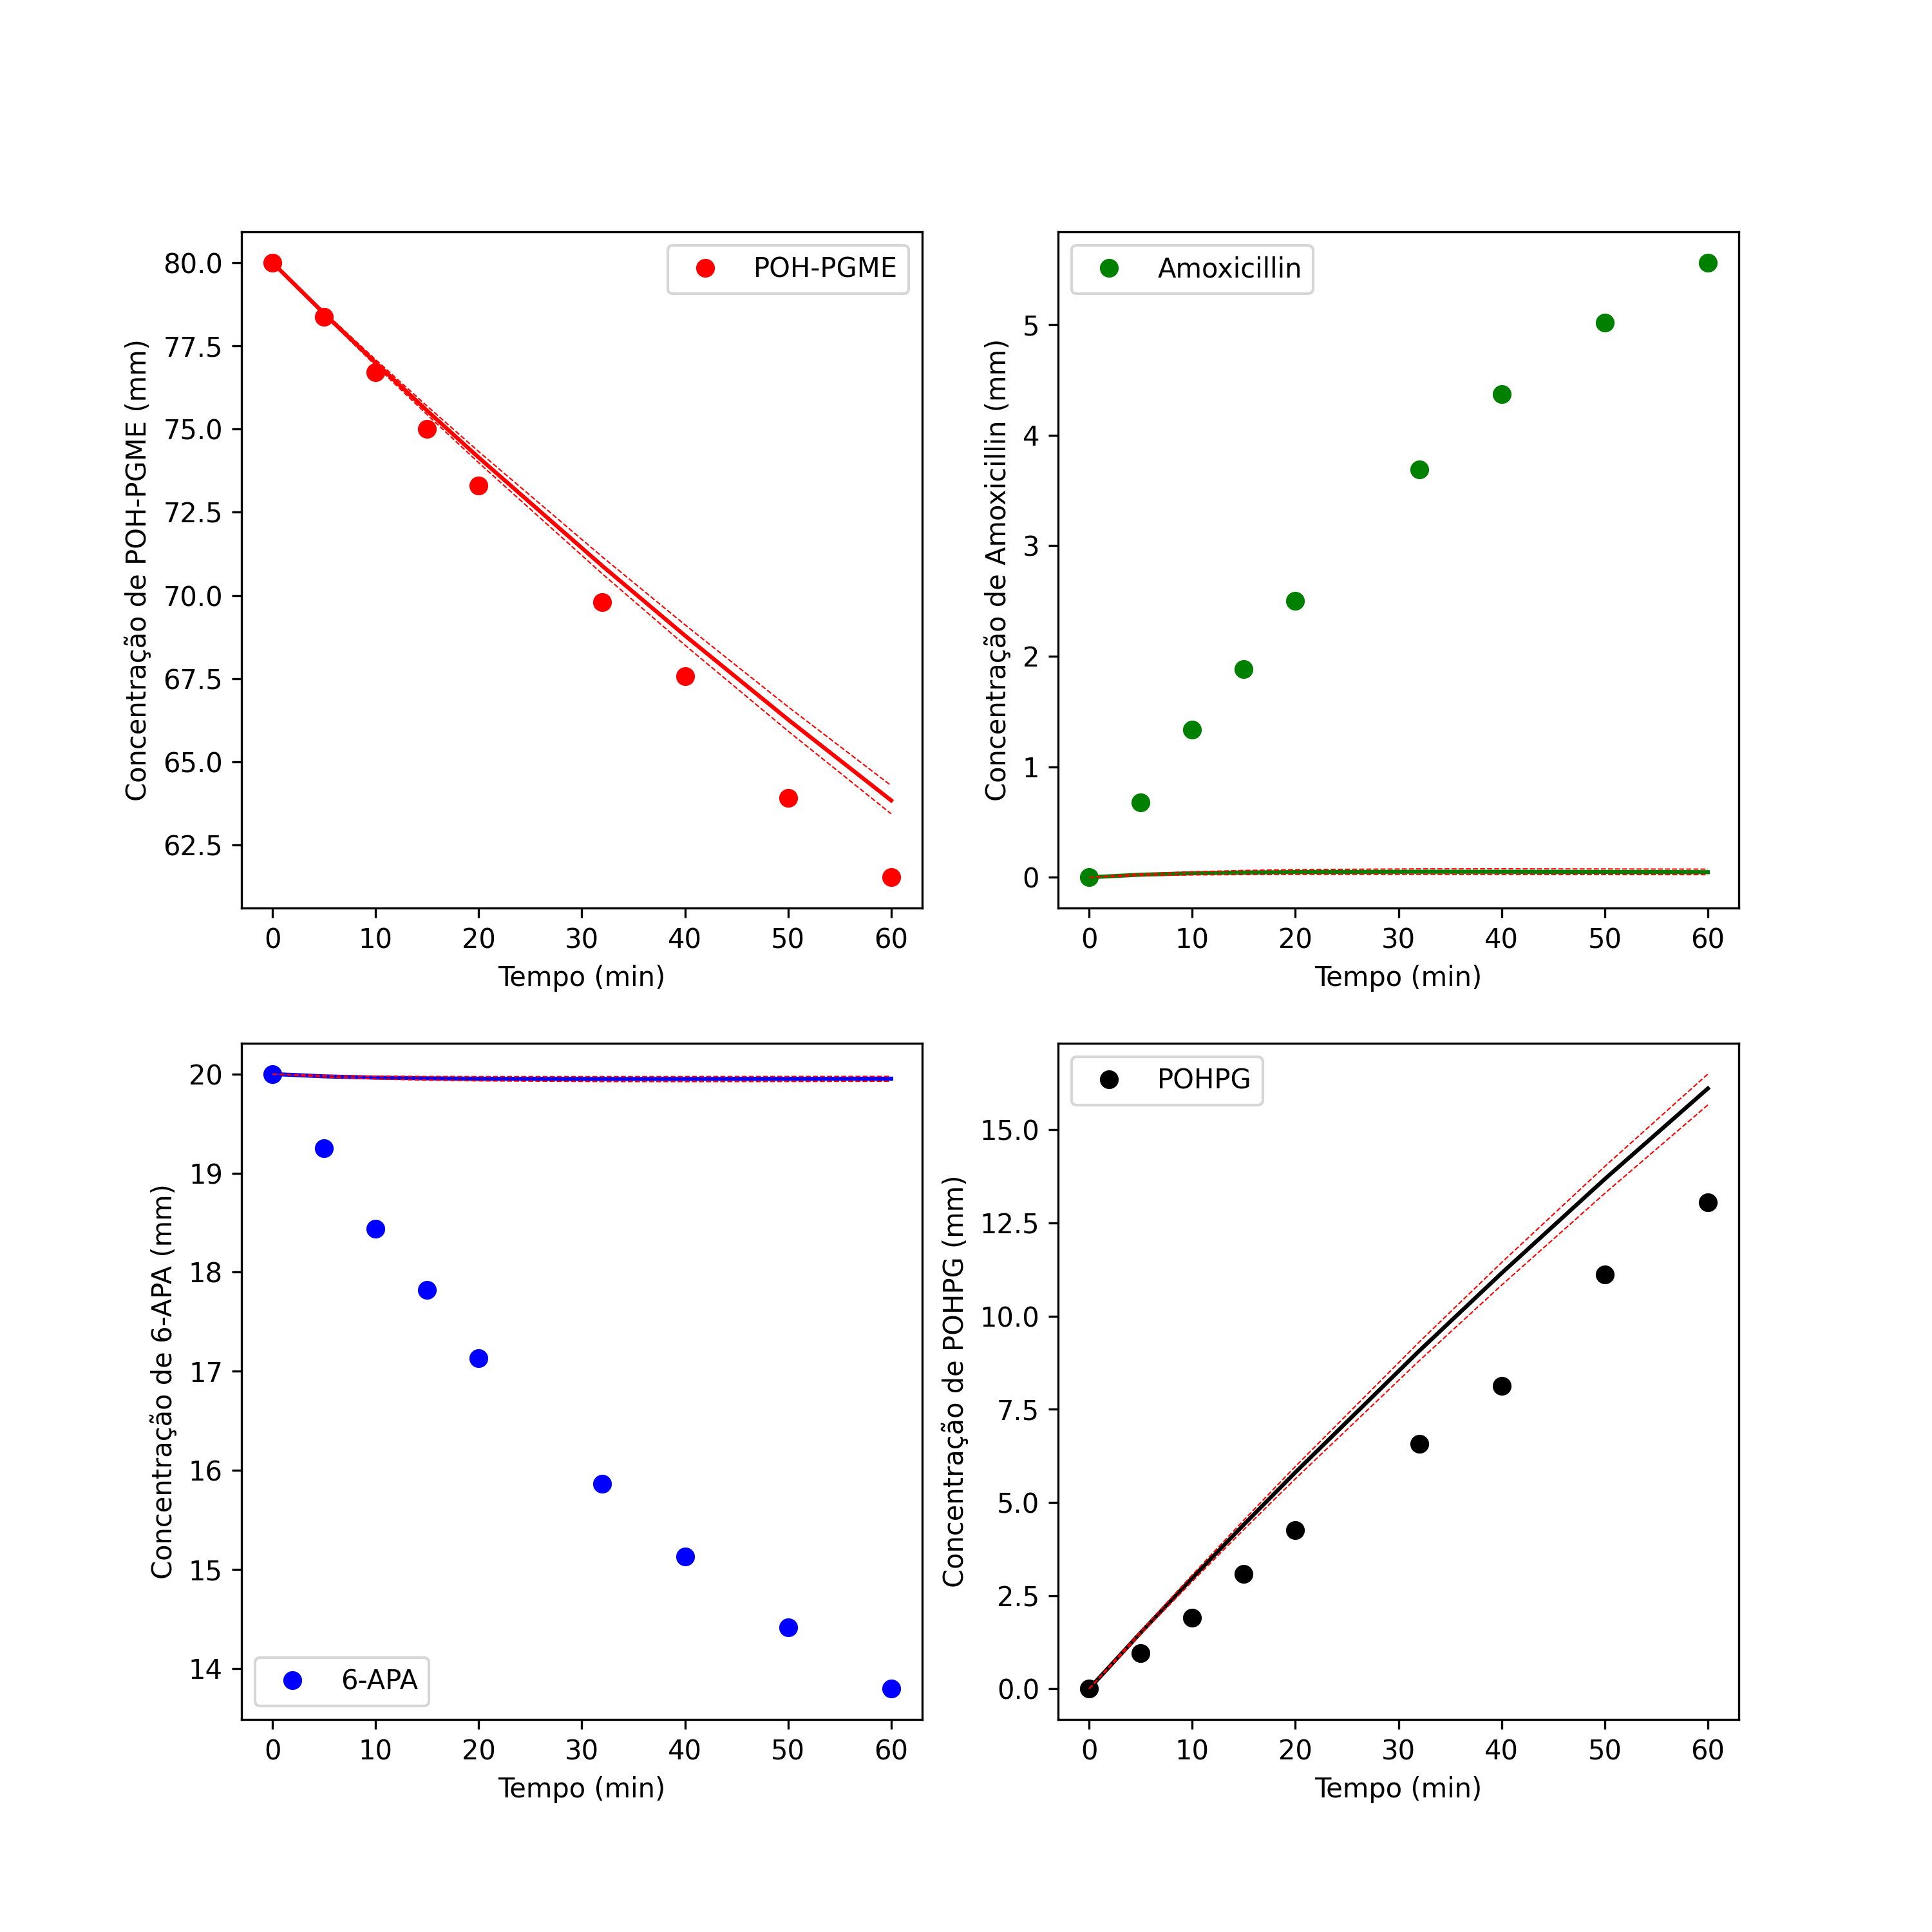 POH-PGME
Concentração de POH-PGME (mm)
80.0
77.5
75.0
72.5
70.0
67.5
65.0
62.5
0 10 20 30 40 50 60
Tempo (min)
Amoxicillin
Concentração de Amoxicillin (mm)
5
4
3
2
1
0
0 10 20 30 40 50 60
Tempo (min)
Concentração de 6-APA (mm)
20
19
18
17
16
15
14
6-APA
0 10 20 30 40 50 60
Tempo (min)
POHPG
Concentração de POHPG (mm)
15.0
12.5
10.0
7.5
5.0
2.5
0.0
0 10 20 30 40 50 60
Tempo (min)